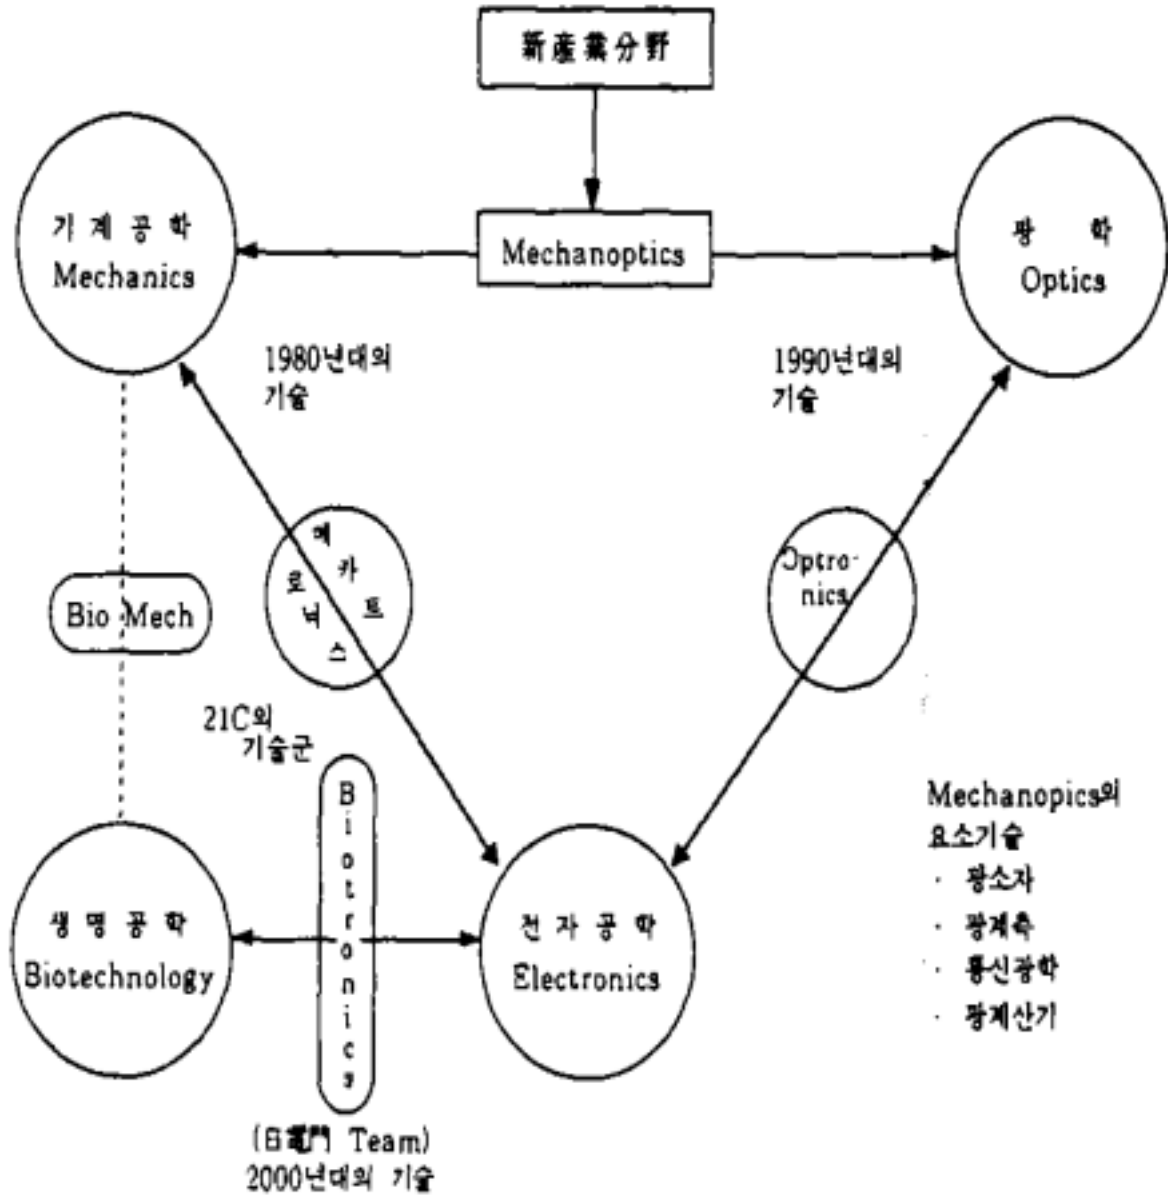 新産業分野
Mechanoptics
기계공학
Mechanics
광 학
Optics
1980년대의
기술
1990년대의
기술
메카트로닉스
Optro-
nics
Bio Mech
21C의
기술군
Biotronics
생명공학
Biotechnology
전자공학
Electronics
Mechanopics의
요소기술
· 광소자
· 광계측
· 통신광학
· 광계산기
Team)
2000년대의 기술